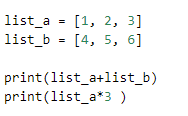 list_a = [1, 2, 3]
list_b = [4, 5, 6]
print(list_a+list_b)
print(list_a*3 )